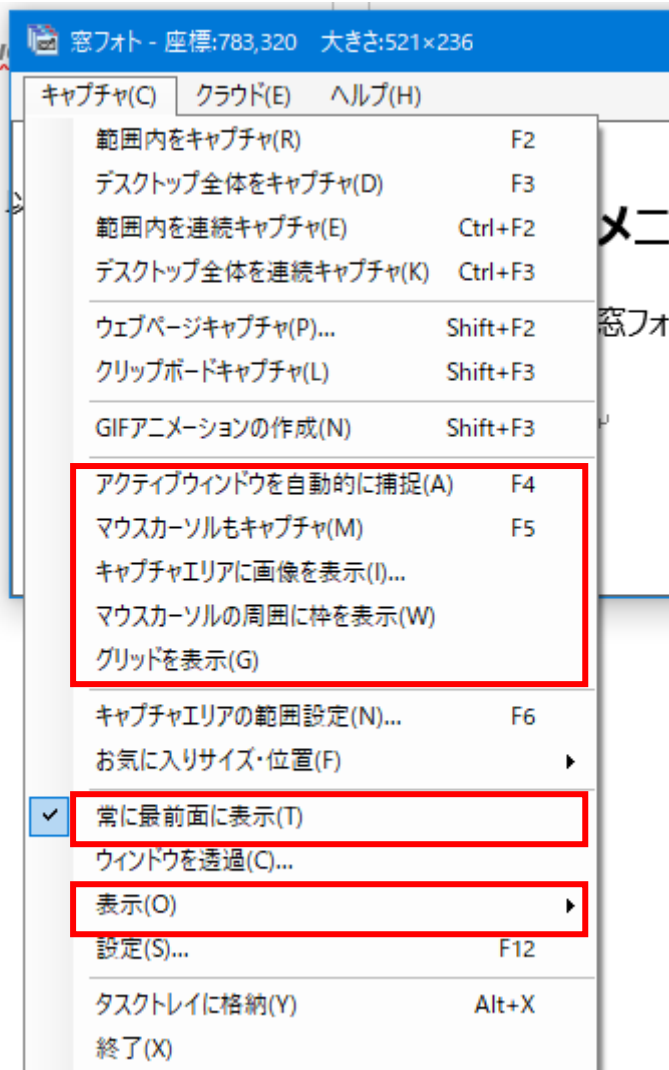 窓フォト - 座標:783,320 大きさ:521×236
キャプチャ(C) クラウド(E) ヘルプ(H)
範囲内をキャプチャ(R) F2
デスクトップ全体をキャプチャ(D) F3
範囲内を連続キャプチャ(E) Ctrl+F2
デスクトップ全体を連続キャプチャ(K) Ctrl+F3
ウェブページキャプチャ(P)... Shift+F2
クリップボードキャプチャ(L) Shift+F3
GIFアニメーションの作成(N) Shift+F3
アクティブウィンドウを自動的に捕捉(A) F4
マウスカーソルもキャプチャ(M) F5
キャプチャエリアに画像を表示(I)...
マウスカーソルの周囲に枠を表示(W)
グリッドを表示(G)
キャプチャエリアの範囲設定(N)... F6
お気に入りサイズ・位置(F)
常に最前面に表示(T)
ウィンドウを透過(C)...
表示(O)
設定(S)... F12
タスクトレイに格納(Y) Alt+X
終了(X)
メニ
窓フォ